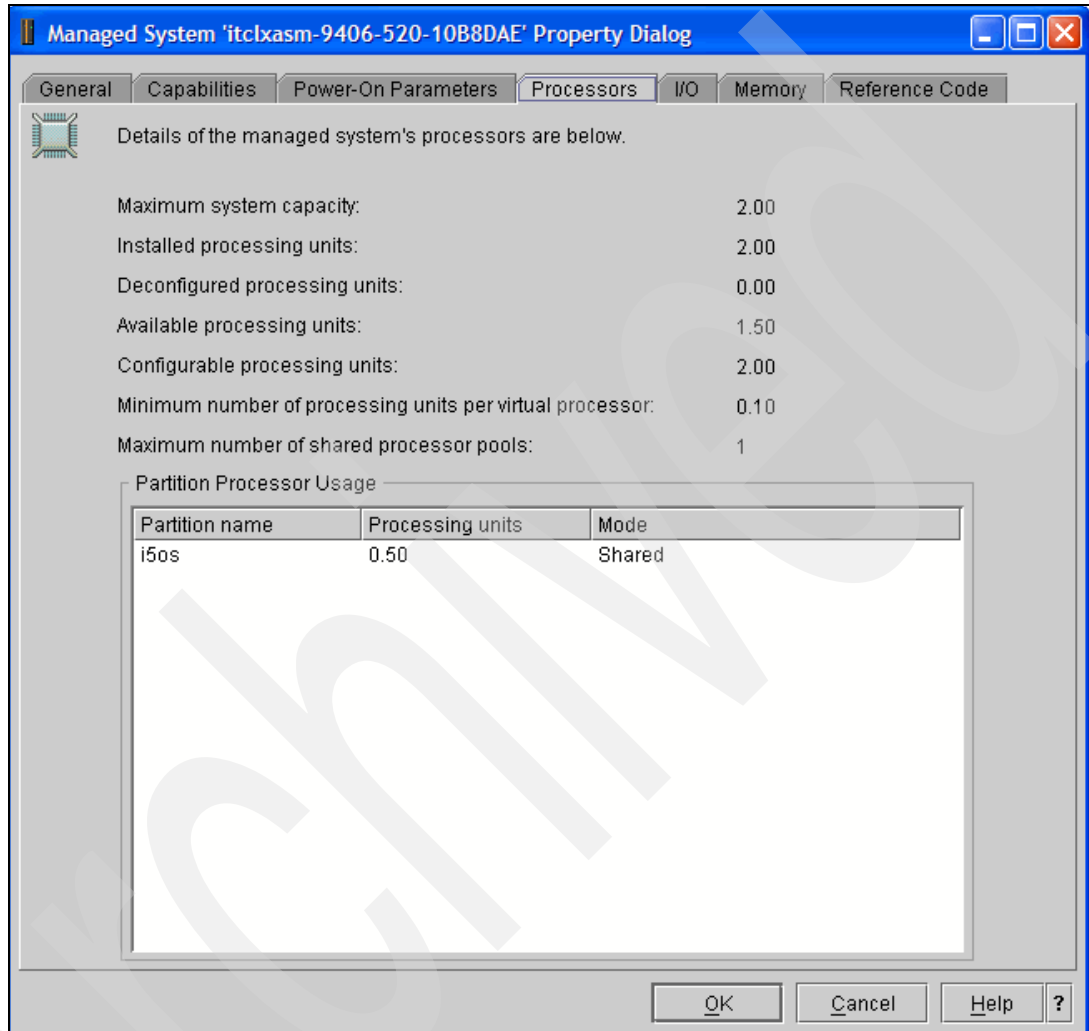 Managed System 'itclxasm-9406-520-10B8DAE' Property Dialog
General Capabilities Power-On Parameters Processors I/O Memory Reference Code
Details of the managed system's processors are below.
Maximum system capacity: 2.00
Installed processing units: 2.00
Deconfigured processing units: 0.00
Available processing units: 1.50
Configurable processing units: 2.00
Minimum number of processing units per virtual processor: 0.10
Maximum number of shared processor pools: 1
Partition Processor Usage
Partition name Processing units Mode
i5os 0.50 Shared
OK Cancel Help ?
rchived